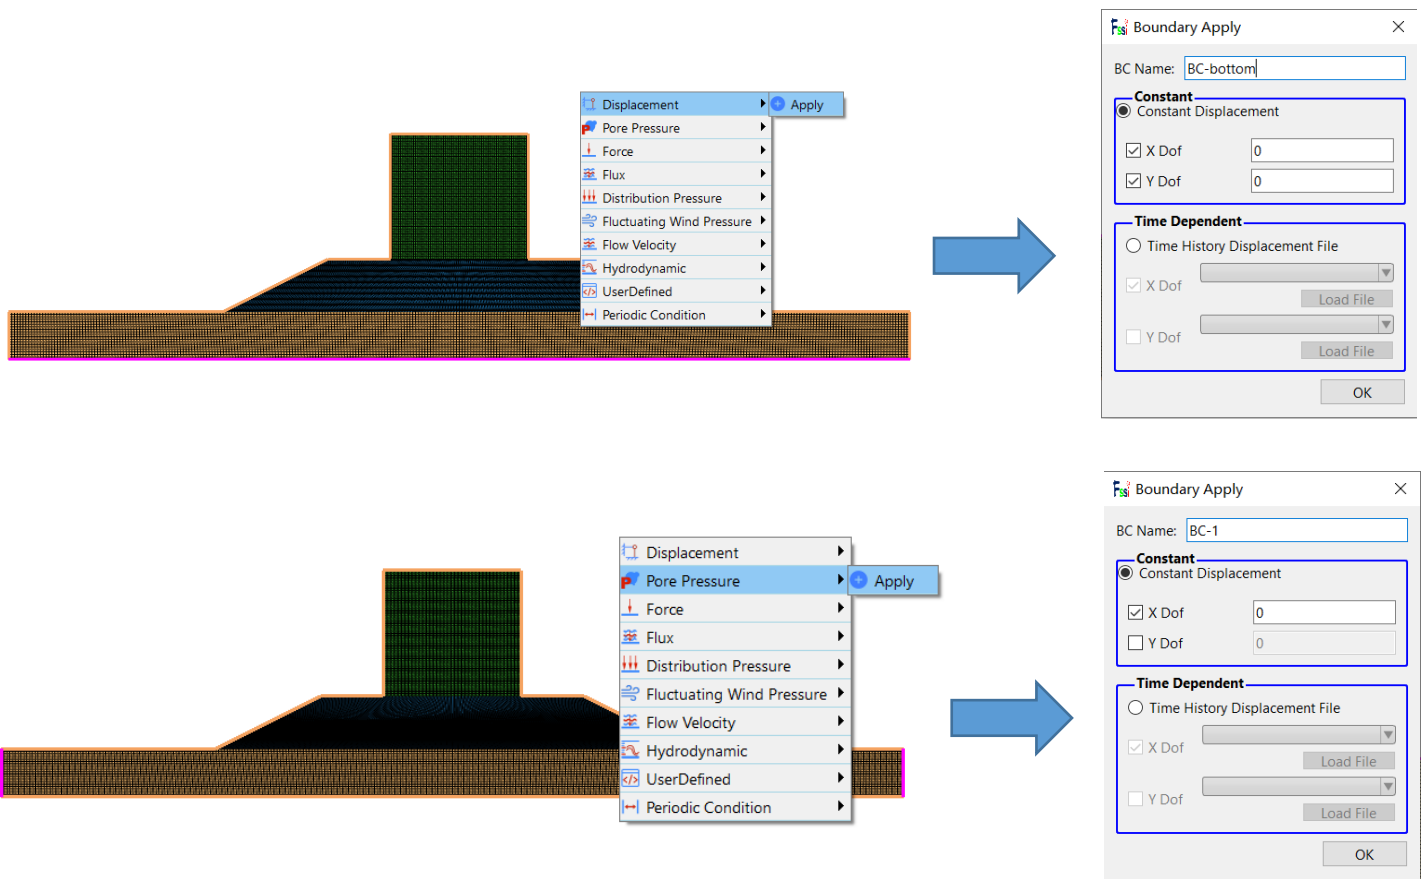 Fssi Boundary Apply
BC Name: BC-bottom
Constant
Constant Displacement
X Dof 0
Y Dof 0
Time Dependent
Time History Displacement File
X Dof
Load File
Y Dof
Load File
OK
Displacement Apply
P Pore Pressure
Force
Flux
Distribution Pressure
Fluctuating Wind Pressure
Flow Velocity
Hydrodynamic
UserDefined
Periodic Condition
Fssi Boundary Apply
BC Name: BC-1
Constant
Constant Displacement
X Dof 0
Y Dof 0
Time Dependent
Time History Displacement File
X Dof
Load File
Y Dof
Load File
OK
Displacement
P Pore Pressure Apply
Force
Flux
Distribution Pressure
Fluctuating Wind Pressure
Flow Velocity
Hydrodynamic
UserDefined
Periodic Condition